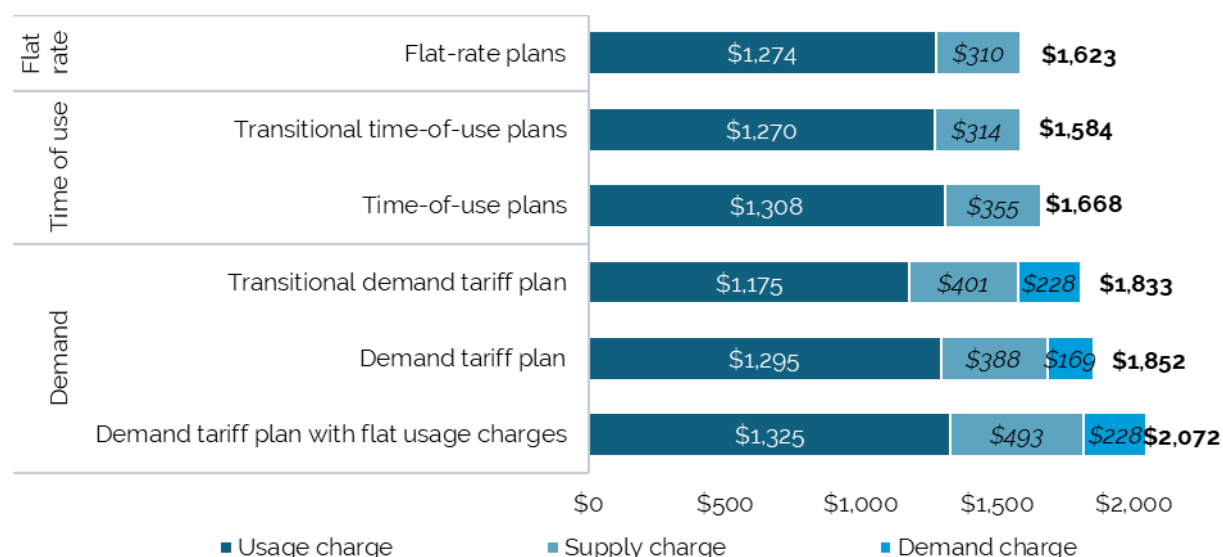 Flat
rate
Flat-rate plans $1,274 $310 $1,623
Time of use
Transitional time-of-use plans $1,270 $314 $1,584
Time-of-use plans $1,308 $355 $1,668
Demand
Transitional demand tariff plan $1,175 $401 $228 $1,833
Demand tariff plan $1,295 $388 $169 $1,852
Demand tariff plan with flat usage charges $1,325 $493 $228 $2,072
$0 $500 $1,000 $1,500 $2,000
Usage charge Supply charge Demand charge